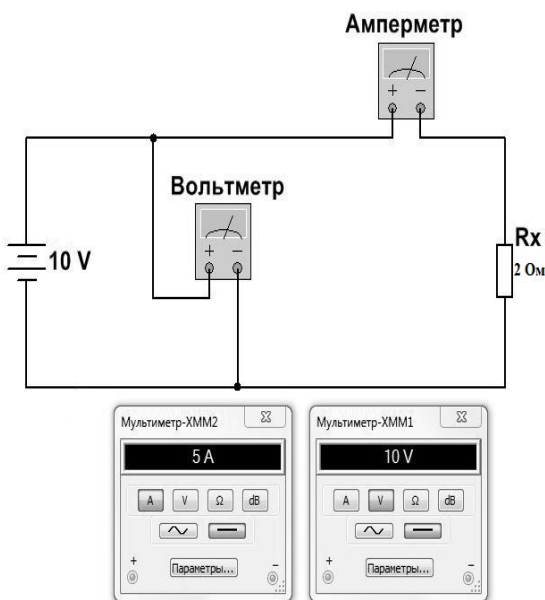 Амперметр
+ −
Вольтметр
+ −
10 V
Rx
2 Ом
Мультиметр-XMM2
5 A
A V Ω dB
Параметры...
+ −
Мультиметр-XMM1
10 V
A V Ω dB
Параметры...
+ −